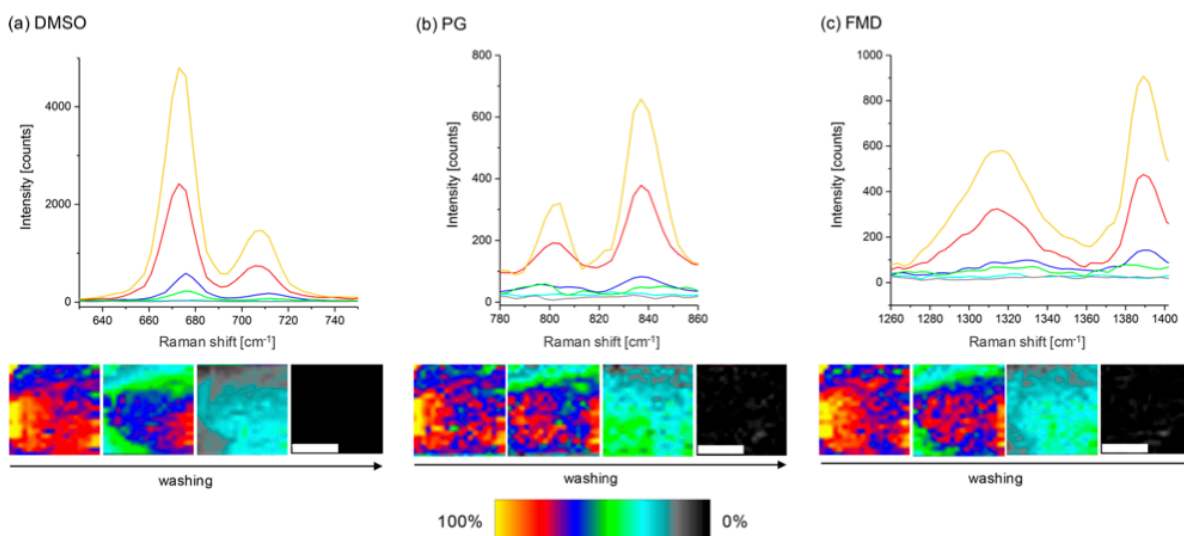 (a) DMSO
Intensity [counts]
4000
2000
0
640 660 680 700 720 740
Raman shift [cm⁻¹]
washing
(b) PG
Intensity [counts]
800
600
400
200
0
780 800 820 840 860
Raman shift [cm⁻¹]
washing
(c) FMD
Intensity [counts]
1000
800
600
400
200
0
1260 1280 1300 1320 1340 1360 1380 1400
Raman shift [cm⁻¹]
washing
100% 0%